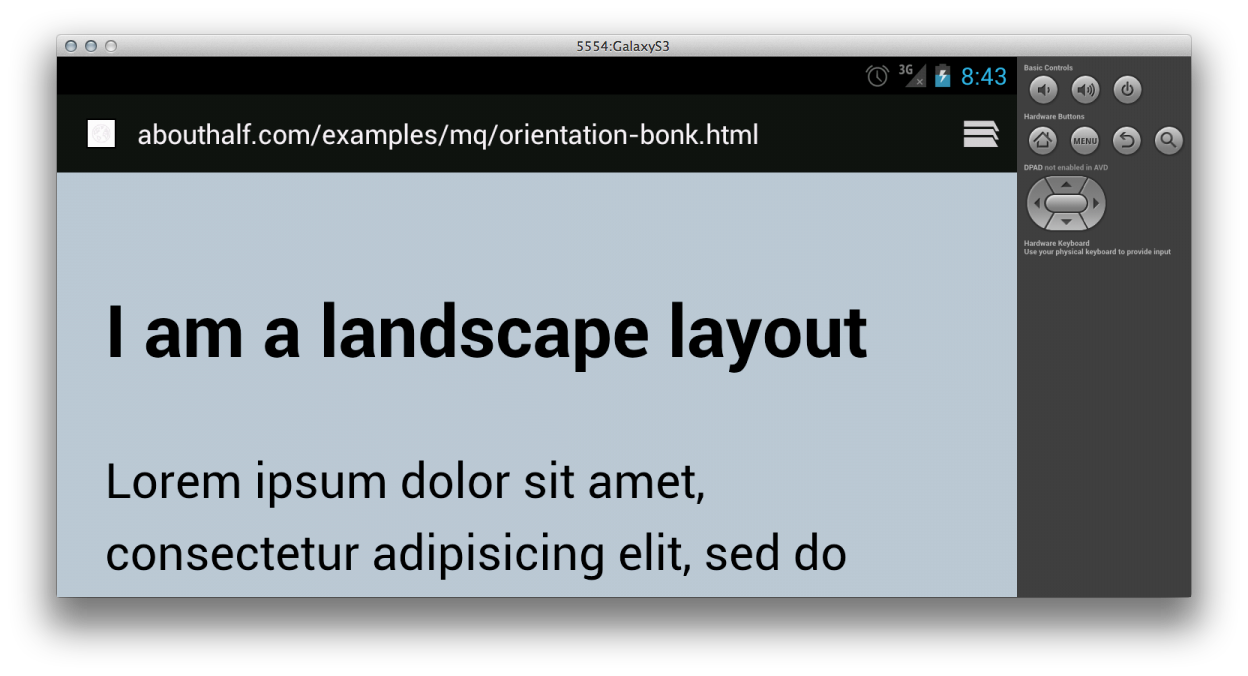 5554:GalaxyS3
3G 8:43
abouthalf.com/examples/mq/orientation-bonk.html
I am a landscape layout
Lorem ipsum dolor sit amet,
consectetur adipisicing elit, sed do
Basic Controls
Hardware Buttons
MENU
DPAD not enabled in AVD
Hardware Keyboard
Use your physical keyboard to provide input